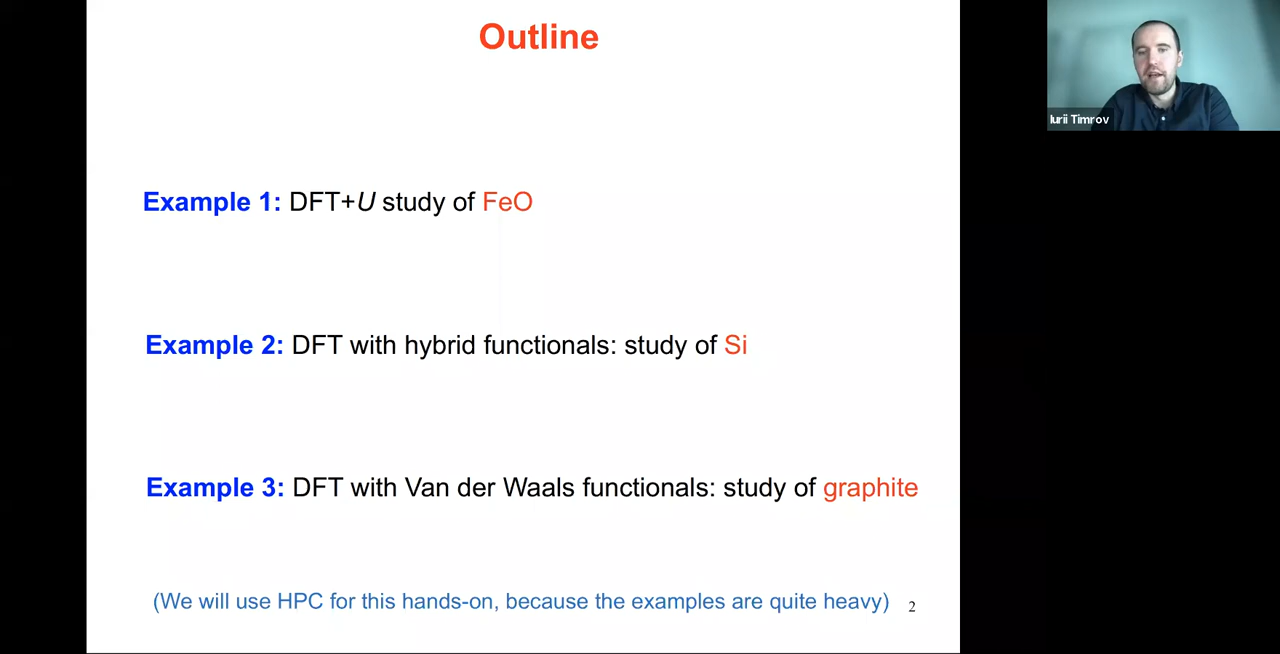 Outline
Iurii Timrov
Example 1: DFT+U study of FeO
Example 2: DFT with hybrid functionals: study of Si
Example 3: DFT with Van der Waals functionals: study of graphite
(We will use HPC for this hands-on, because the examples are quite heavy)
2